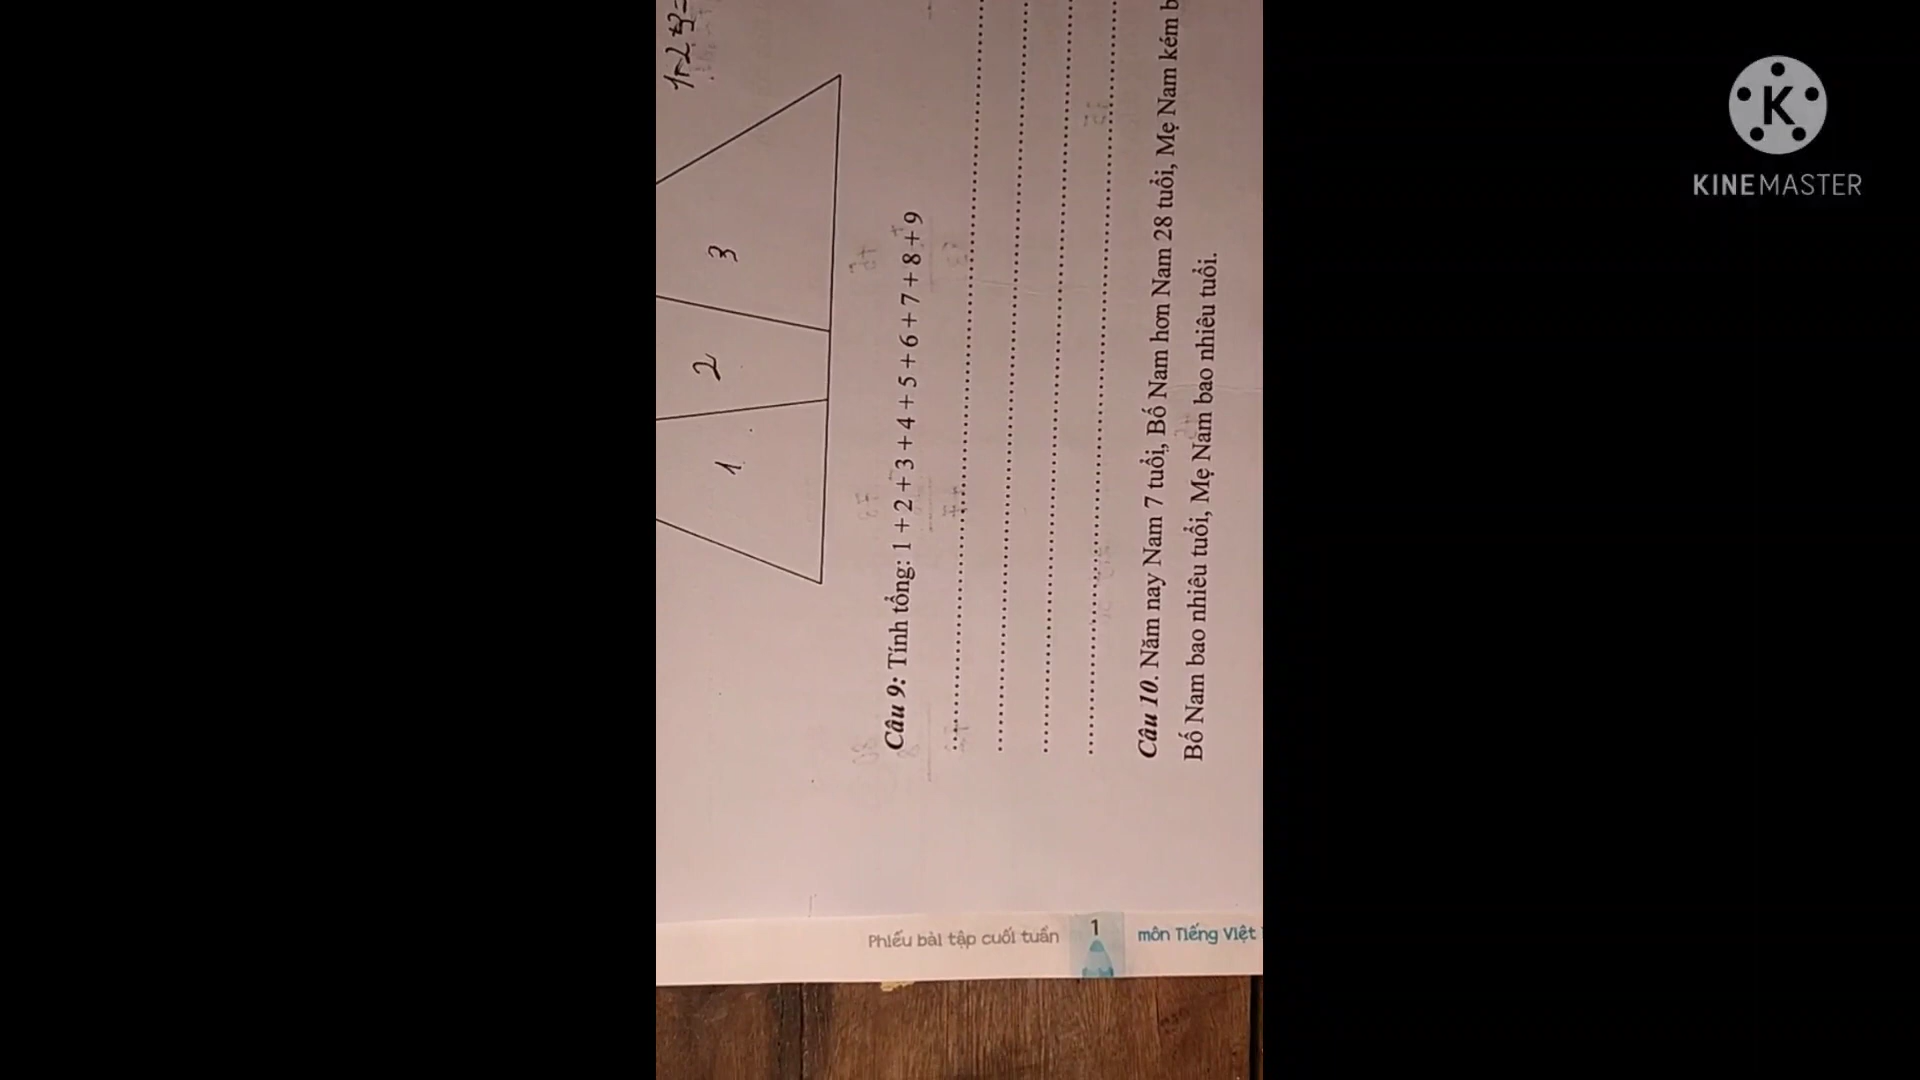 1
2
3
Câu 9: Tính tổng: 1 + 2 + 3 + 4 + 5 + 6 + 7 + 8 + 9
Câu 10. Năm nay Nam 7 tuổi, Bố Nam hơn Nam 28 tuổi, Mẹ Nam kém
Bố Nam bao nhiêu tuổi, Mẹ Nam bao nhiêu tuổi.
Phiếu bài tập cuối tuần
1
môn Tiếng Việt
K
KINEMASTER